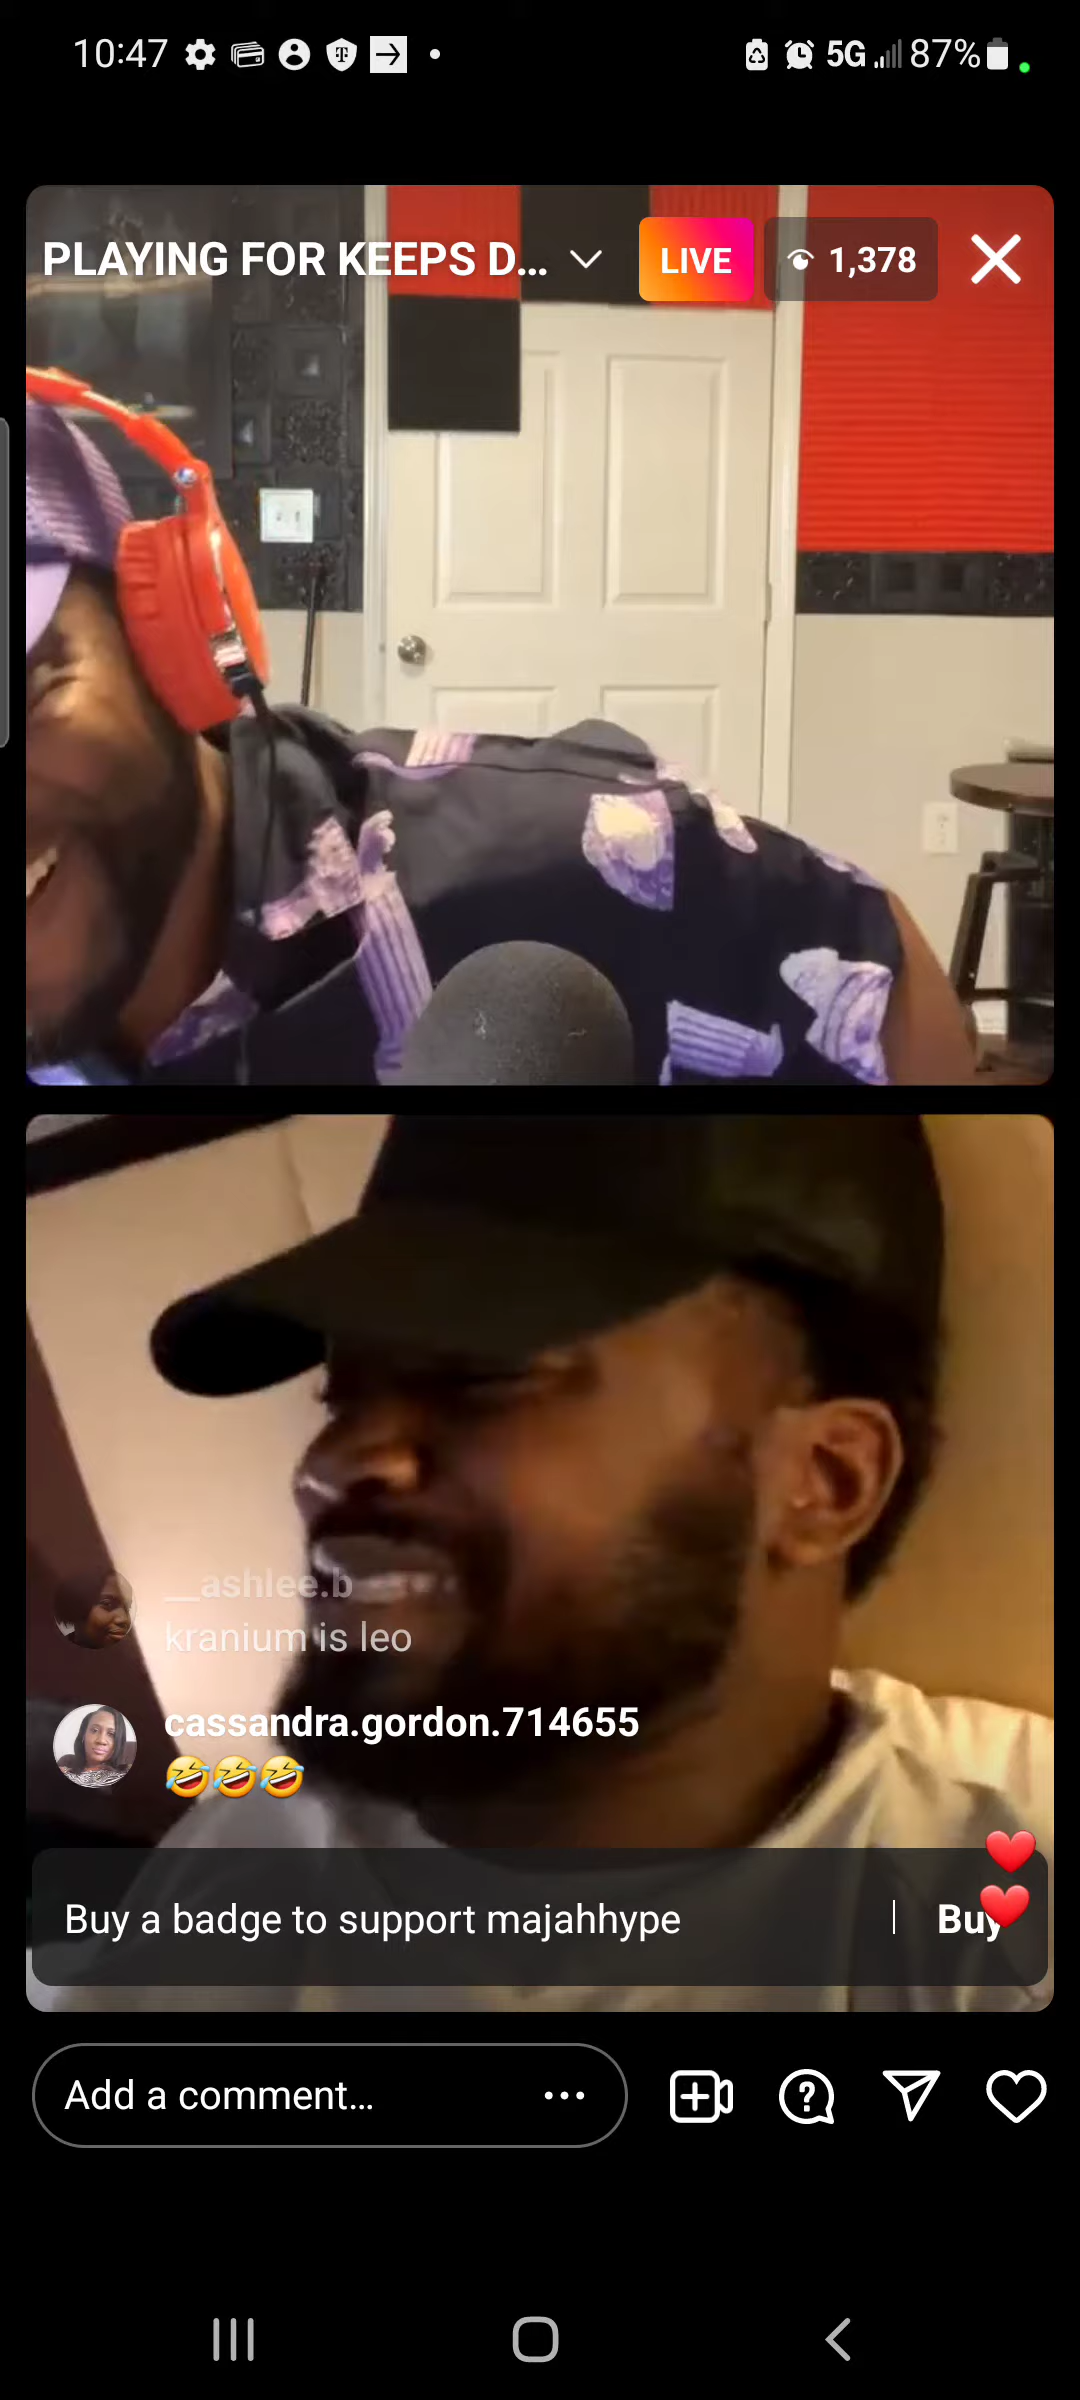 10:47
5G
87%
PLAYING FOR KEEPS D...
LIVE
1,378
__ashlee.b
kranium is leo
cassandra.gordon.714655
🤣🤣🤣
Buy a badge to support majahhype
Buy
Add a comment...